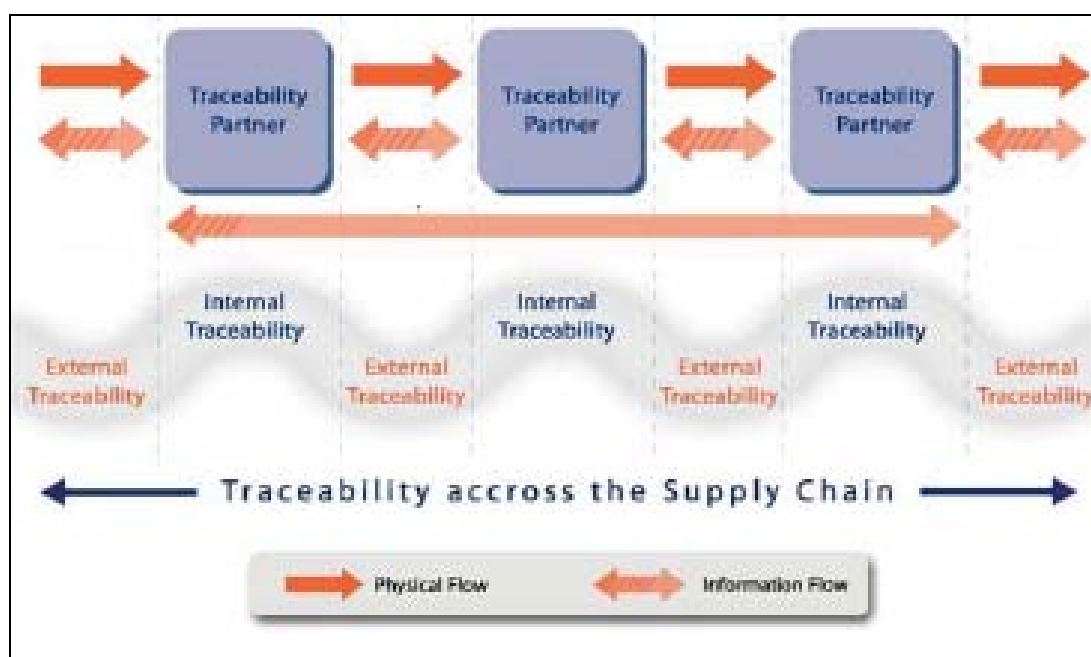 Traceability
Partner
Traceability
Partner
Traceability
Partner
Internal
Traceability
Internal
Traceability
Internal
Traceability
External
Traceability
External
Traceability
External
Traceability
External
Traceability
Traceability accross the Supply Chain
Physical Flow
Information Flow